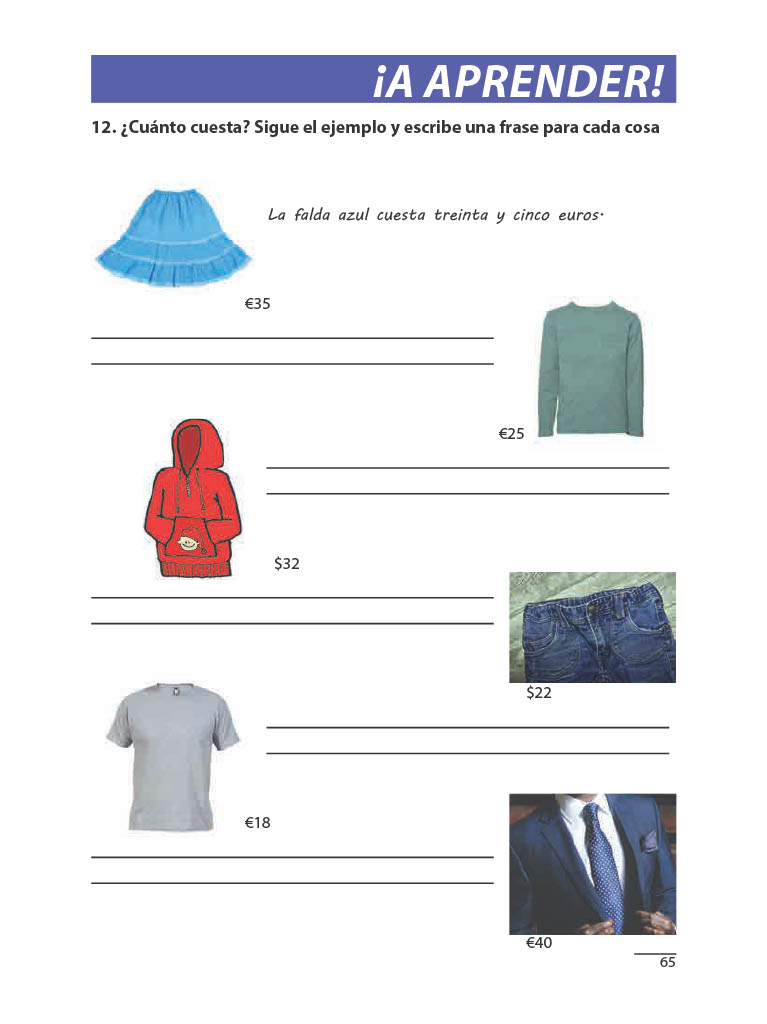 ¡A APRENDER!
12. ¿Cuánto cuesta? Sigue el ejemplo y escribe una frase para cada cosa
La falda azul cuesta treinta y cinco euros.
€35
€25
$32
$22
€18
€40
65